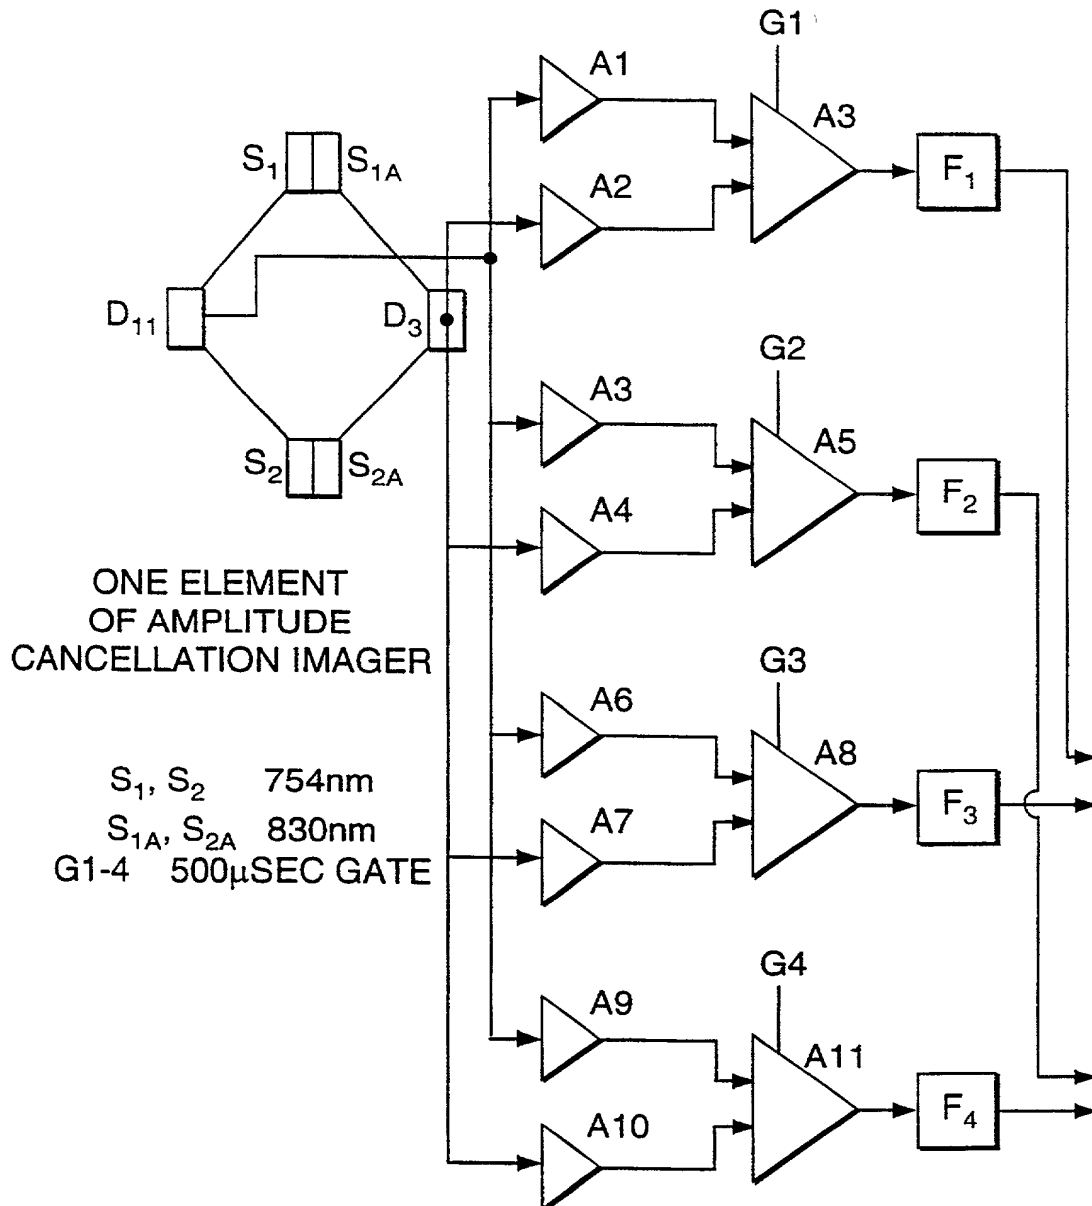 G1
A1
A3
S1 S1A
F1
A2
D11
D3
G2
A3
A5
S2 S2A
F2
A4
ONE ELEMENT
OF AMPLITUDE
CANCELLATION IMAGER
G3
A6
A8
S1, S2 754nm
F3
S1A, S2A 830nm
A7
G1-4 500µSEC GATE
G4
A9
A11
F4
A10